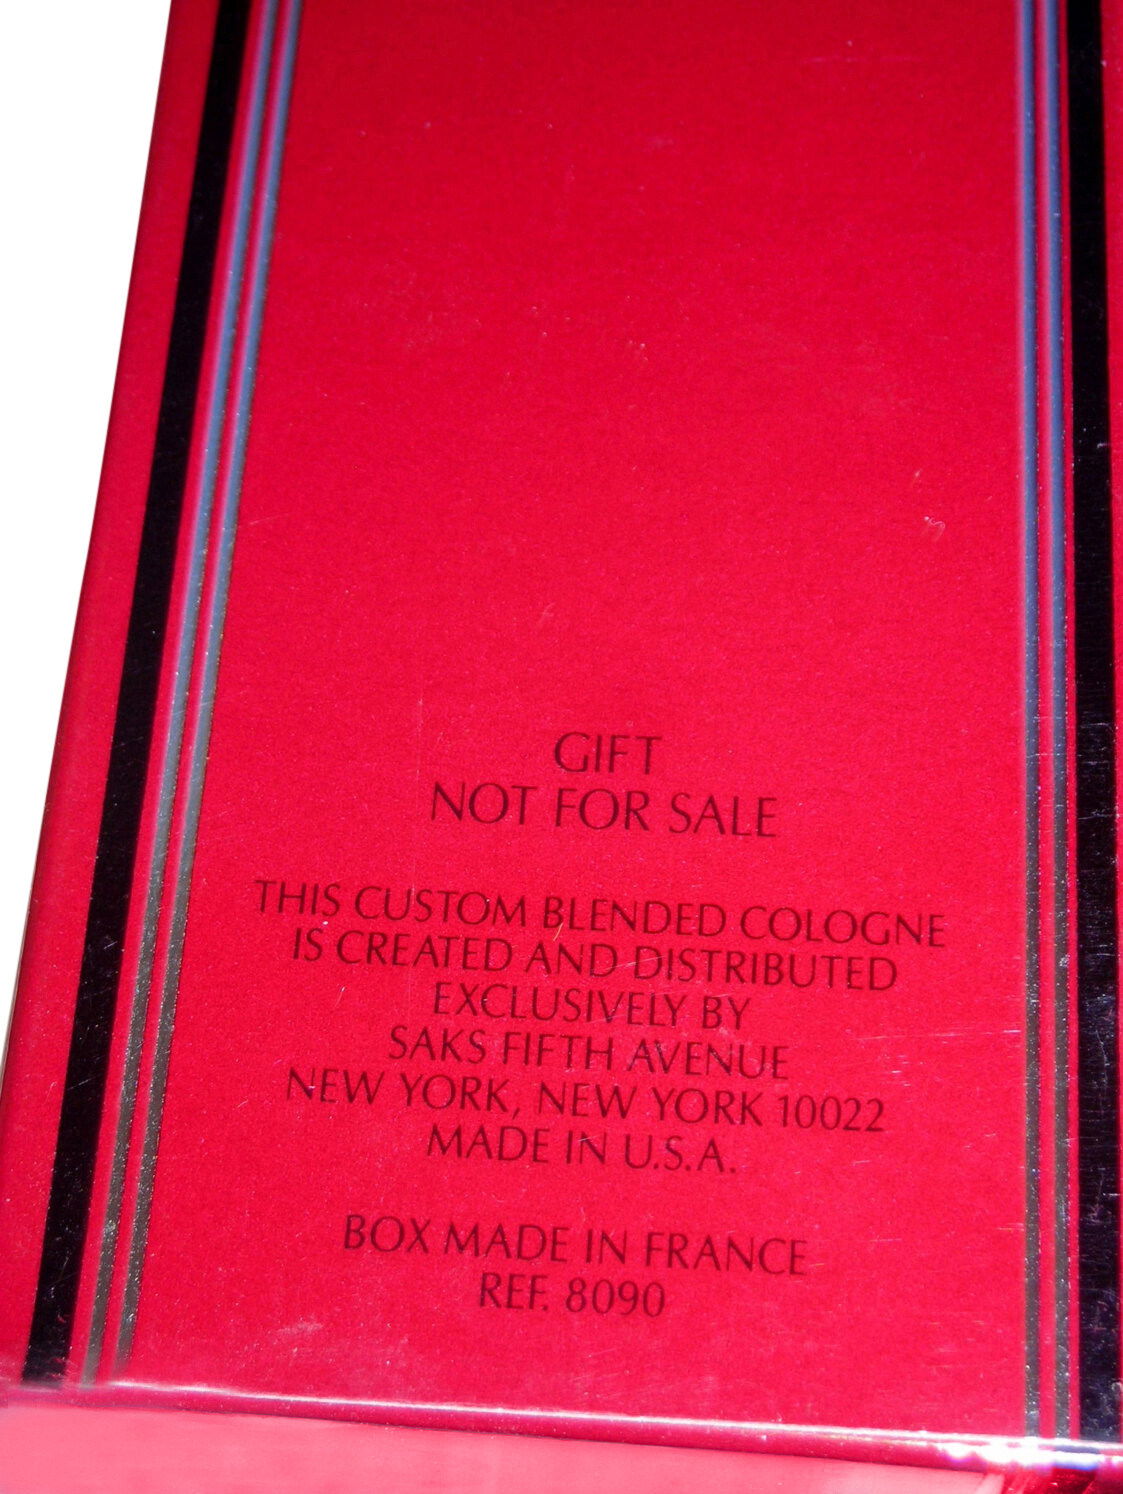 GIFT
NOT FOR SALE
THIS CUSTOM BLENDED COLOGNE
IS CREATED AND DISTRIBUTED
EXCLUSIVELY BY
SAKS FIFTH AVENUE
NEW YORK, NEW YORK 10022
MADE IN U.S.A.
BOX MADE IN FRANCE
REF. 8090